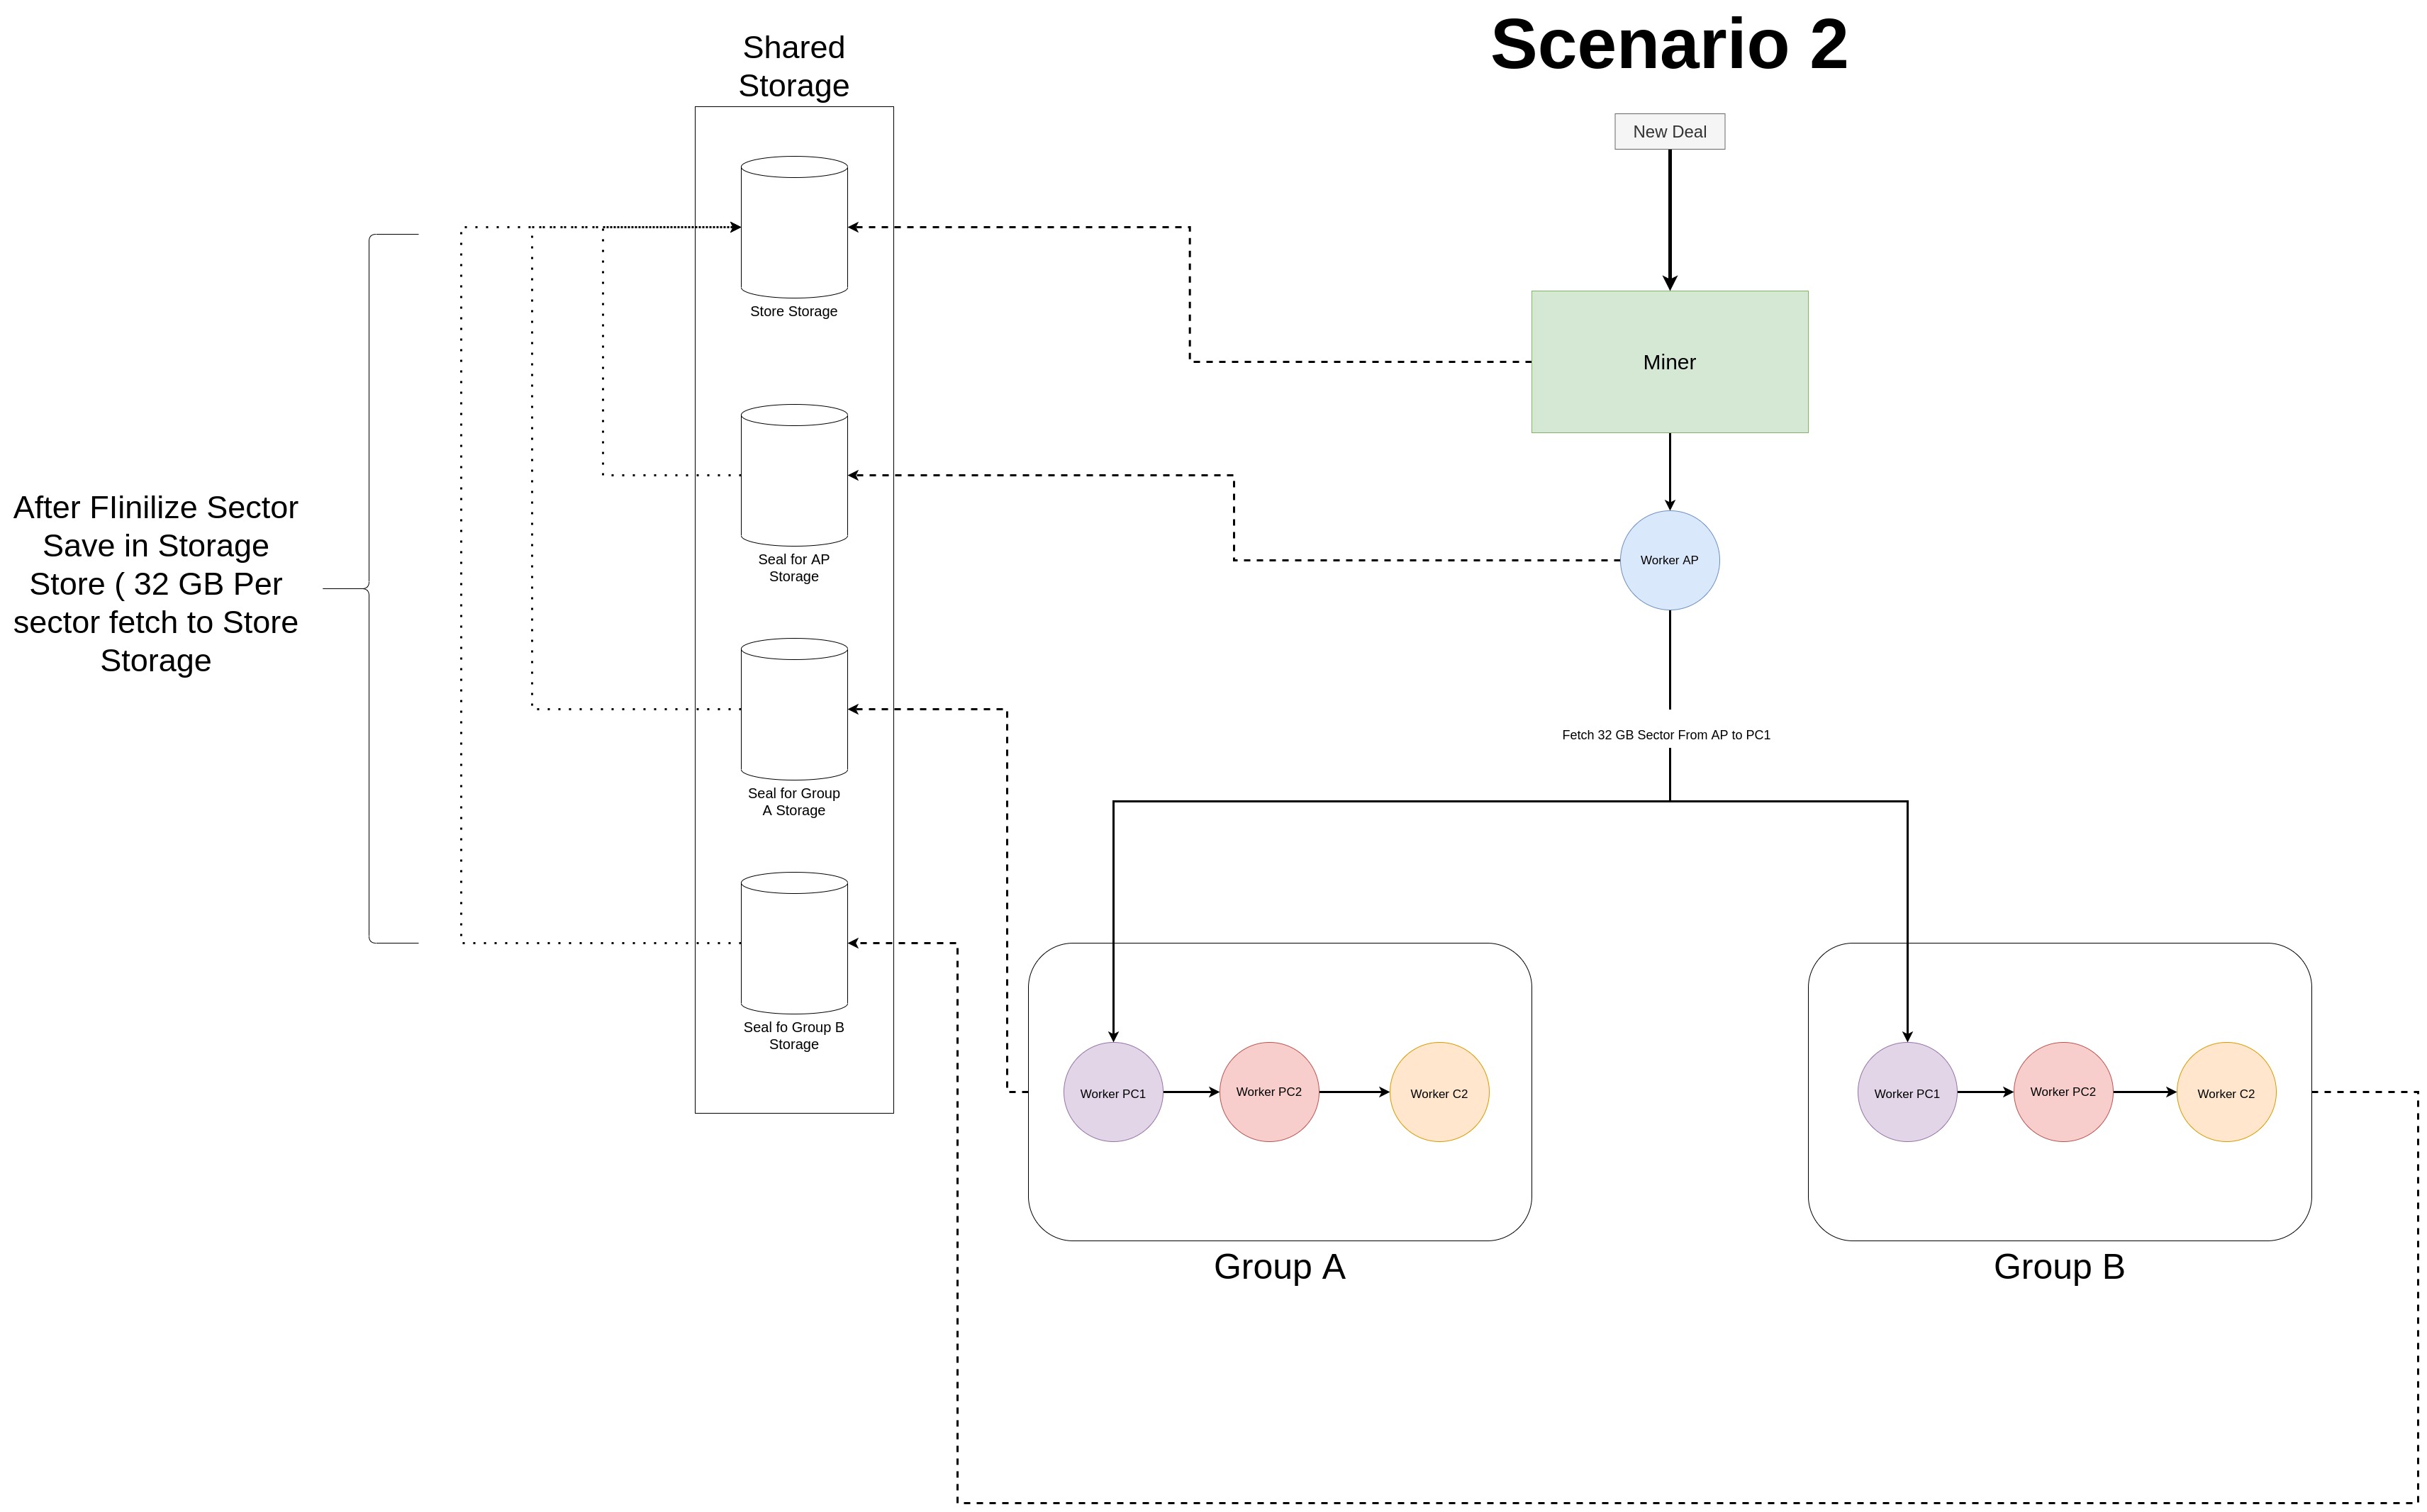 Scenario 2
Shared
Storage
New Deal
Store Storage
Miner
After FIinilize Sector
Save in Storage
Store ( 32 GB Per
sector fetch to Store
Storage
Seal for AP
Storage
Worker AP
Fetch 32 GB Sector From AP to PC1
Seal for Group
A Storage
Seal fo Group B
Storage
Worker PC1
Worker PC2
Worker C2
Worker PC1
Worker PC2
Worker C2
Group A
Group B